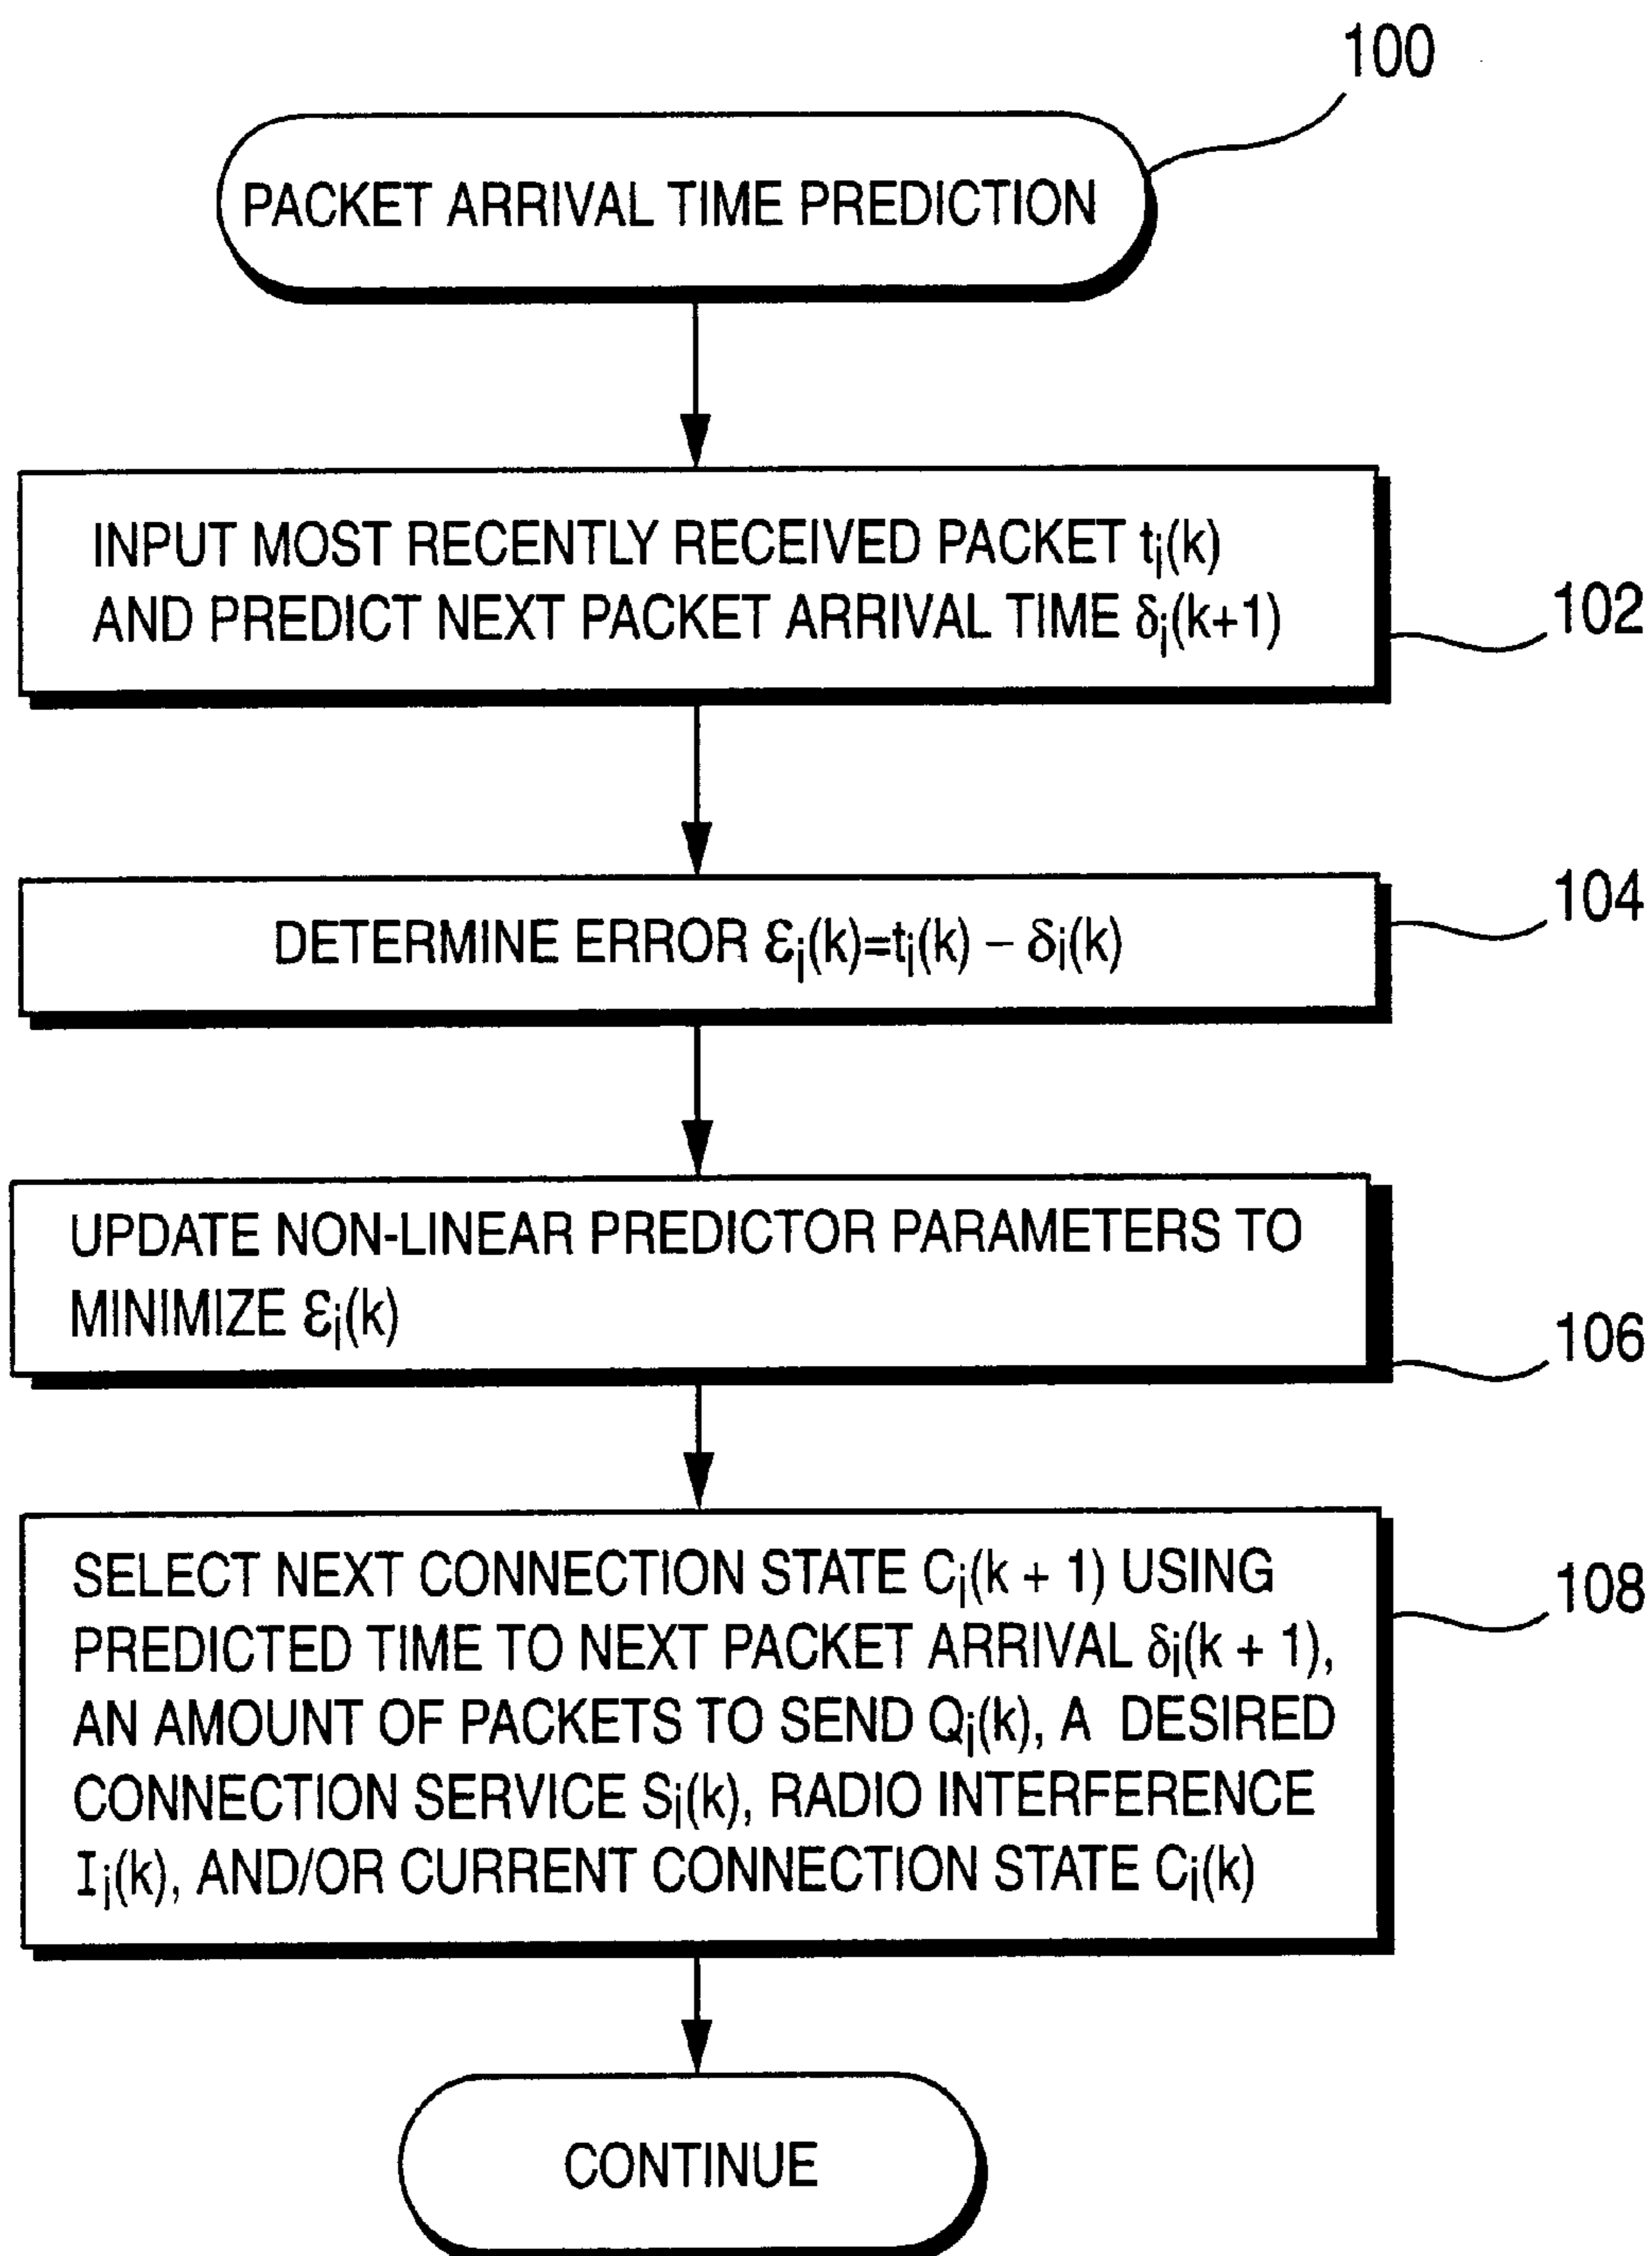 100
PACKET ARRIVAL TIME PREDICTION
INPUT MOST RECENTLY RECEIVED PACKET tᵢ(k)
AND PREDICT NEXT PACKET ARRIVAL TIME δᵢ(k+1)
102
DETERMINE ERROR Ɛᵢ(k)=tᵢ(k) – δᵢ(k)
104
UPDATE NON-LINEAR PREDICTOR PARAMETERS TO
MINIMIZE Ɛᵢ(k)
106
SELECT NEXT CONNECTION STATE Cᵢ(k + 1) USING
PREDICTED TIME TO NEXT PACKET ARRIVAL δᵢ(k + 1),
AN AMOUNT OF PACKETS TO SEND Qᵢ(k), A DESIRED
CONNECTION SERVICE Sᵢ(k), RADIO INTERFERENCE
Iᵢ(k), AND/OR CURRENT CONNECTION STATE Cᵢ(k)
108
CONTINUE